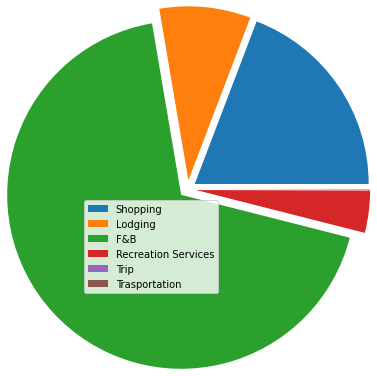 Shopping
Lodging
F&B
Recreation Services
Trip
Trasportation